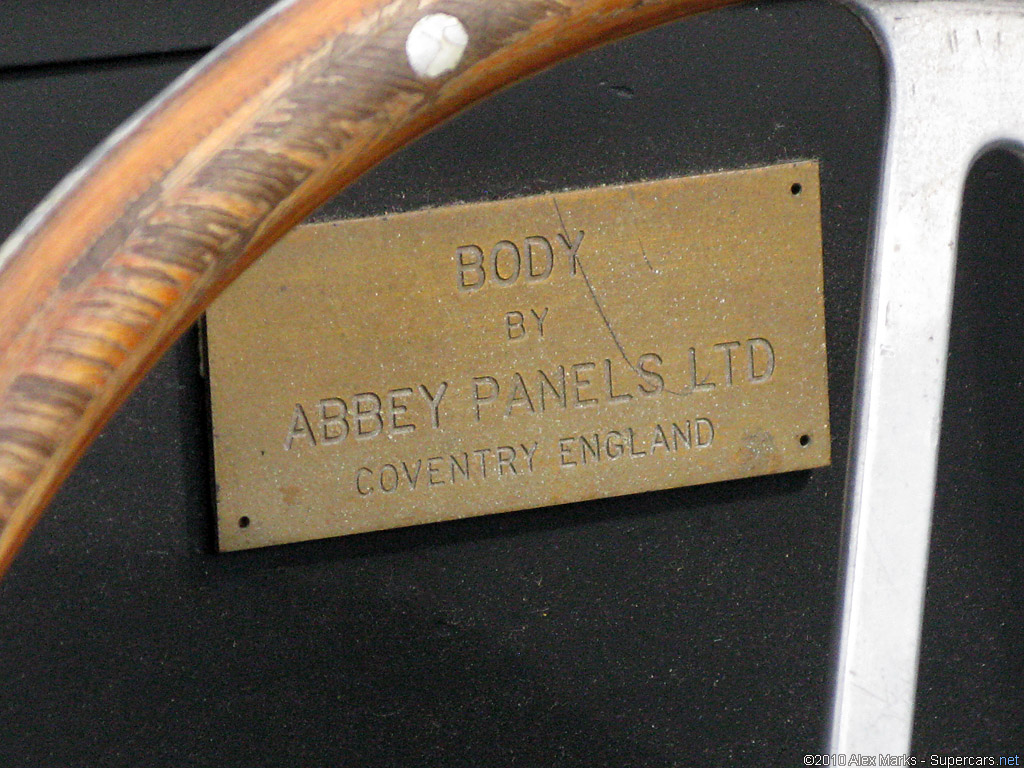 BODY
BY
ABBEY PANELS LTD
COVENTRY ENGLAND
©2010 Alex Marks - Supercars.net